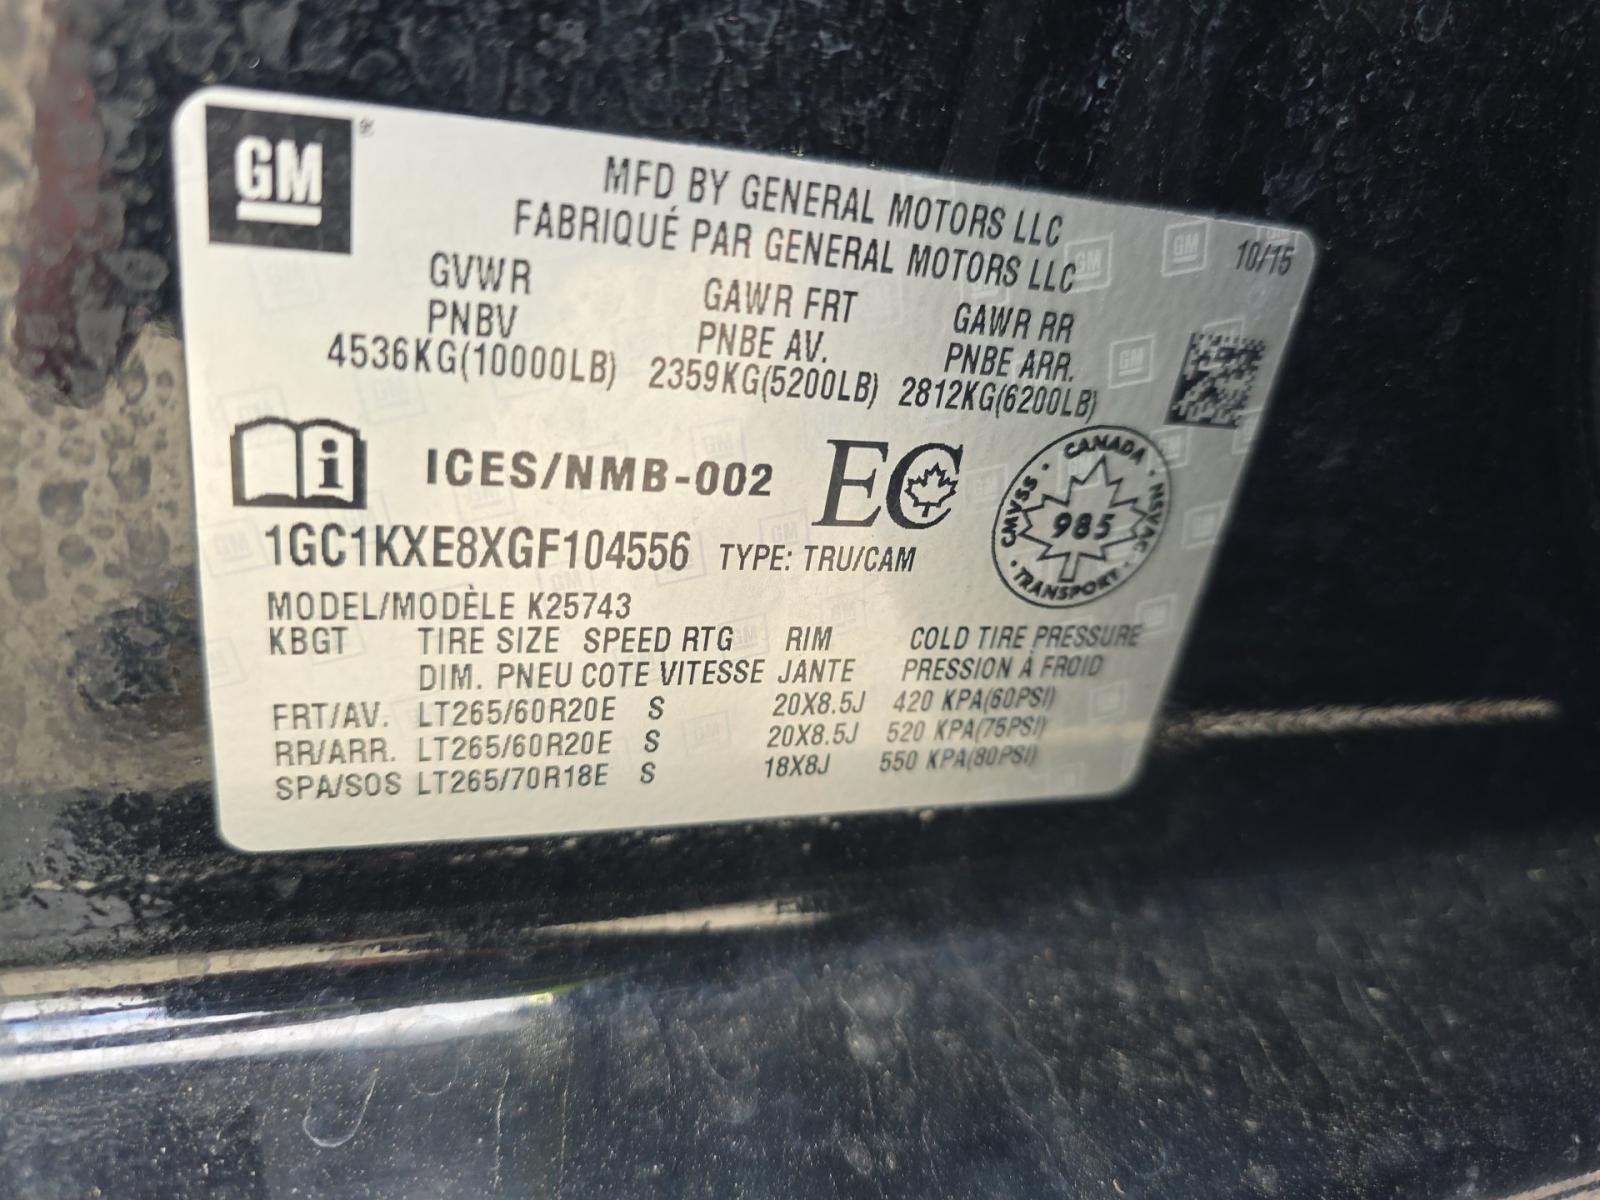 GM®
MFD BY GENERAL MOTORS LLC
FABRIQUÉ PAR GENERAL MOTORS LLC
10/15
GVWR GAWR FRT GAWR RR
PNBV PNBE AV. PNBE ARR.
4536KG(10000LB) 2359KG(5200LB) 2812KG(6200LB)
i ICES/NMB-002 EC
CANADA
CMVSS 985 NSVAC
TRANSPORT
1GC1KXE8XGF104556 TYPE: TRU/CAM
MODEL/MODÈLE K25743
KBGT TIRE SIZE SPEED RTG RIM COLD TIRE PRESSURE
DIM. PNEU COTE VITESSE JANTE PRESSION À FROID
FRT/AV. LT265/60R20E S 20X8.5J 420 KPA(60PSI)
RR/ARR. LT265/60R20E S 20X8.5J 520 KPA(75PSI)
SPA/SOS LT265/70R18E S 18X8J 550 KPA(80PSI)